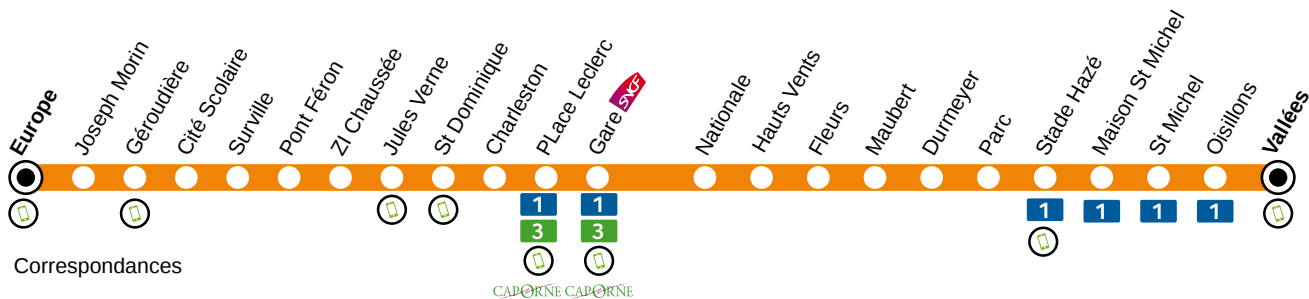 Europe
Joseph Morin
Géroudière
Cité Scolaire
Surville
Pont Féron
ZI Chaussée
Jules Verne
St Dominique
Charleston
PLace Leclerc
Gare SNCF
Nationale
Hauts Vents
Fleurs
Maubert
Durmeyer
Parc
Stade Hazé
Maison St Michel
St Michel
Oisillons
Vallées
1 1 1 1 1 1
3 3
Correspondances
CAPORNE CAPORNE